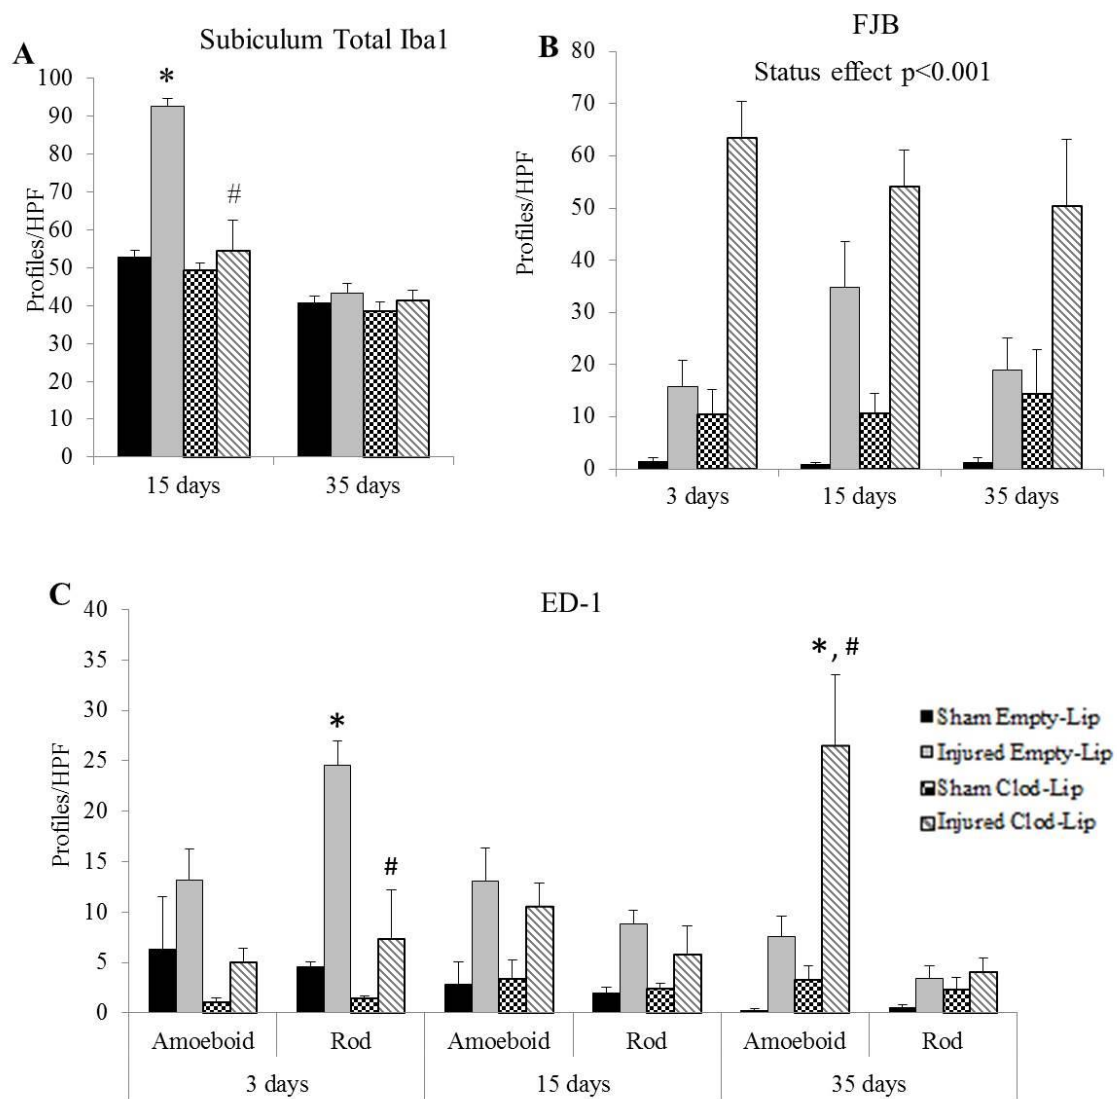 A
Subiculum Total Iba1
100
90
80
70
60
50
40
30
20
10
0
Profiles/HPF
*
#
15 days
35 days
B
FJB
Status effect p<0.001
80
70
60
50
40
30
20
10
0
Profiles/HPF
3 days
15 days
35 days
C
ED-1
40
35
30
25
20
15
10
5
0
Profiles/HPF
*
#
*, #
Sham Empty-Lip
Injured Empty-Lip
Sham Clod-Lip
Injured Clod-Lip
Amoeboid Rod Amoeboid Rod Amoeboid Rod
3 days 15 days 35 days